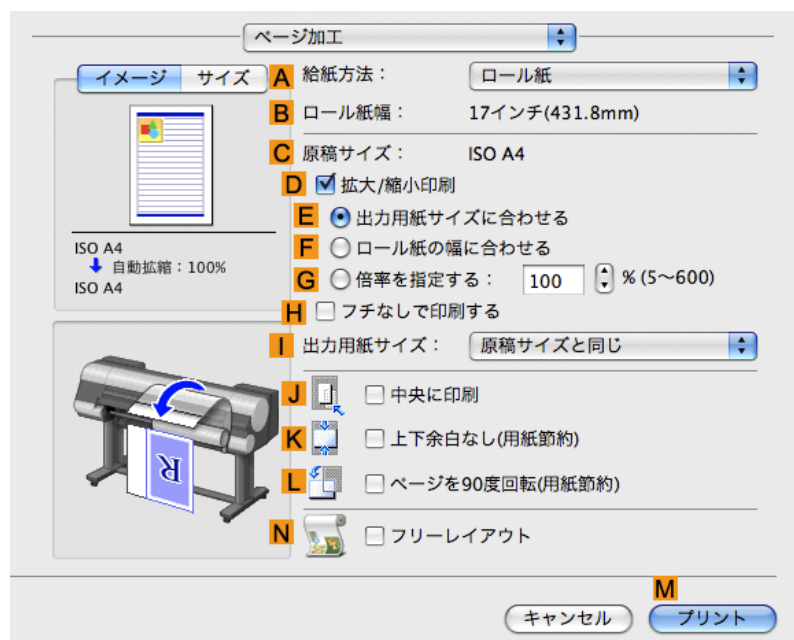 ページ加工
イメージ サイズ
A 給紙方法： ロール紙
B ロール紙幅： 17インチ(431.8mm)
C 原稿サイズ： ISO A4
D 拡大/縮小印刷
E 出力用紙サイズに合わせる
F ロール紙の幅に合わせる
G 倍率を指定する： 100 % (5～600)
H フチなしで印刷する
I 出力用紙サイズ： 原稿サイズと同じ
ISO A4
自動拡縮：100%
ISO A4
J 中央に印刷
K 上下余白なし(用紙節約)
L ページを90度回転(用紙節約)
N フリーレイアウト
R
M
キャンセル プリント